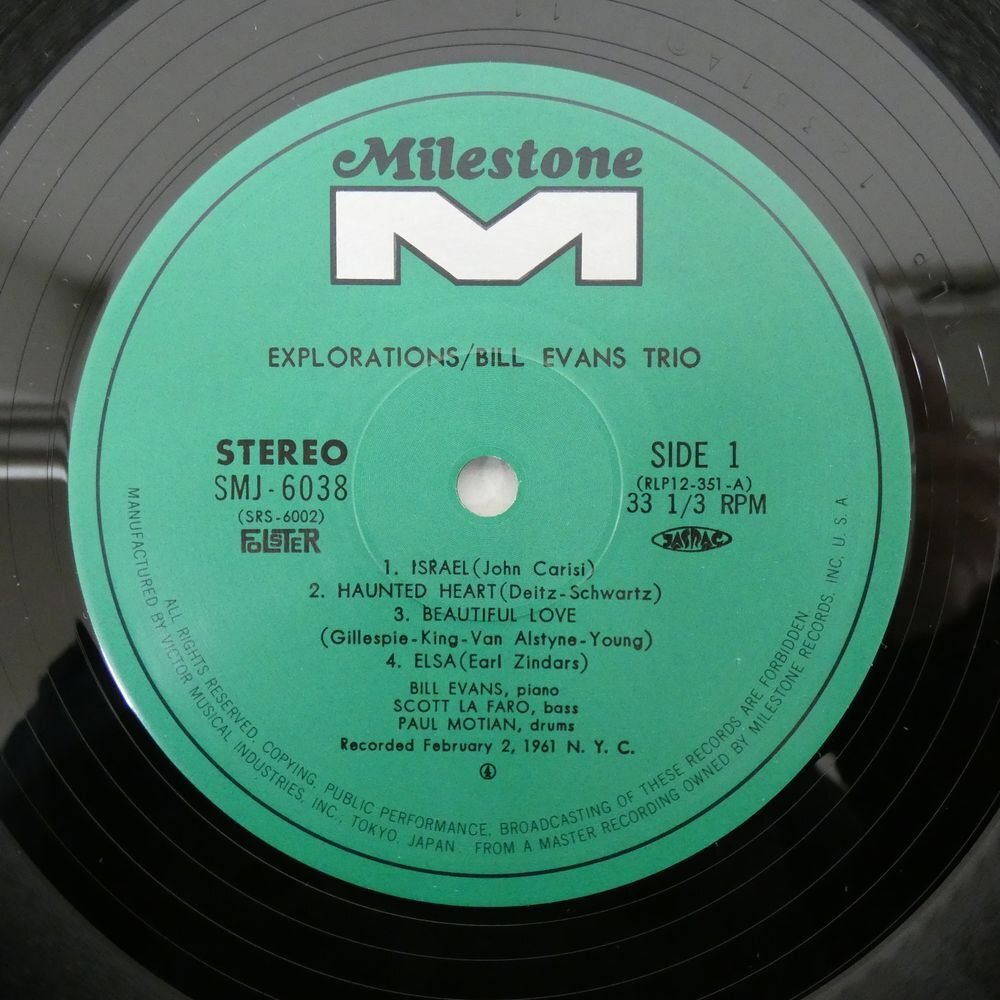 Milestone
EXPLORATIONS/BILL EVANS TRIO
STEREO
SMJ-6038
(SRS-6002)
FOLSTER
SIDE 1
(RLP12-351-A)
33 1/3 RPM
JASRAC
1. ISRAEL(John Carisi)
2. HAUNTED HEART(Deitz-Schwartz)
3. BEAUTIFUL LOVE
(Gillespie-King-Van Alstyne-Young)
4. ELSA(Earl Zindars)
BILL EVANS, piano
SCOTT LA FARO, bass
PAUL MOTIAN, drums
Recorded February 2, 1961 N. Y. C.
④
ALL RIGHTS RESERVED. COPYING, PUBLIC PERFORMANCE, BROADCASTING OF THESE RECORDS ARE FORBIDDEN.
MANUFACTURED BY VICTOR MUSICAL INDUSTRIES, INC., TOKYO, JAPAN. FROM A MASTER RECORDING OWNED BY MILESTONE RECORDS, INC. U. S. A